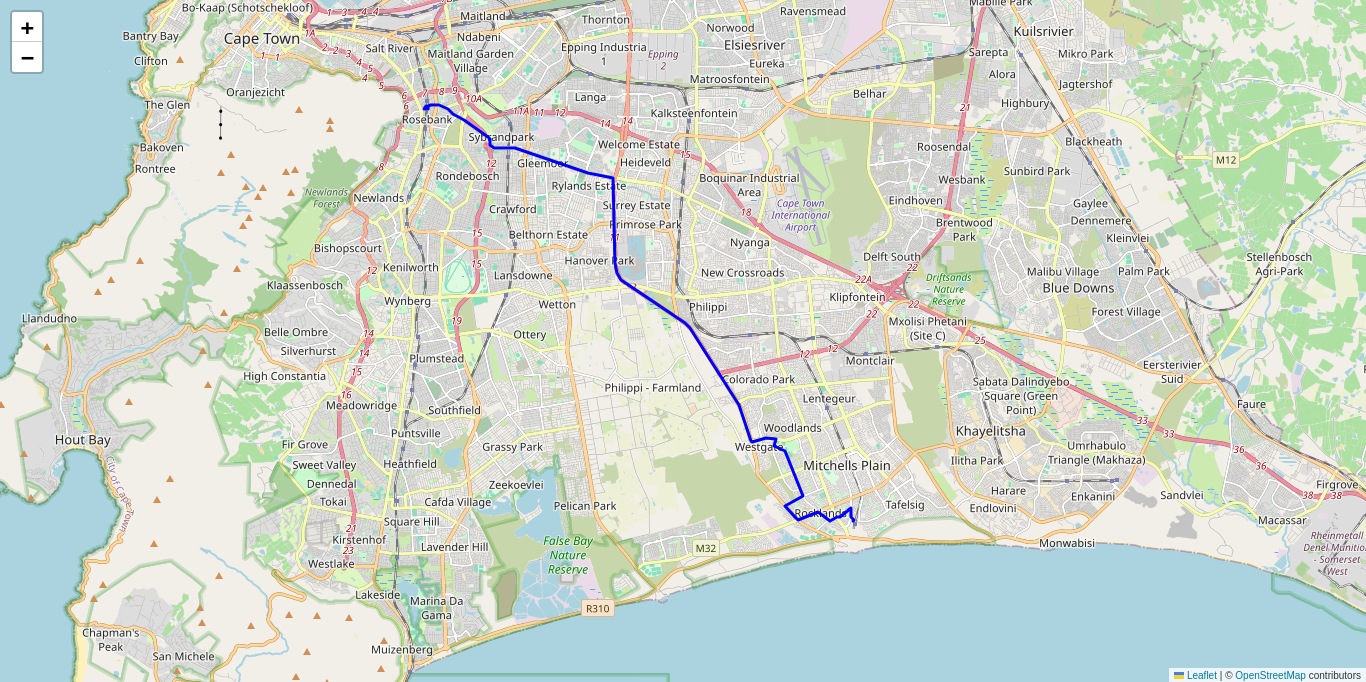 +
−
Bo-Kaap (Schotschekloof)
Bantry Bay
Cape Town
Clifton
Salt River
Maitland
Ndabeni
Maitland Garden
Village
Thornton
Epping Industria
1
Epping
2
Norwood
Elsiesriver
Eureka
Matroosfontein
Ravensmead
Mabille Park
Kuilsrivier
Sarepta
Mikro Park
Alora
Jagtershof
Belhar
Highbury
Oranjezicht
The Glen
Bakoven
Rontree
Rosebank
Langa
Kalksteenfontein
Sybrandpark
Welcome Estate
Gleemoor
Heideveld
Rondebosch
Rylands Estate
Boquinar Industrial
Area
Cape Town
International
Airport
Roosendal
Wesbank
Blackheath
Sunbird Park
M12
Newlands
Forest
Newlands
Crawford
Surrey Estate
Primrose Park
Eindhoven
Gaylee
Dennemere
Brentwood
Park
Kleinvlei
Bishopscourt
Belthorn Estate
Nyanga
Delft South
Stellenbosch
Agri-Park
Kenilworth
Hanover Park
Lansdowne
New Crossroads
Malibu Village
Palm Park
Blue Downs
Driftsands
Nature
Reserve
Klaassenbosch
Wynberg
Wetton
Philippi
Klipfontein
Forest Village
Llandudno
Belle Ombre
Ottery
Mxolisi Phetani
(Site C)
Silverhurst
Plumstead
Montclair
Eersterivier
Suid
High Constantia
Philippi - Farmland
Colorado Park
Sabata Dalindyebo
Square (Green
Point)
Lentegeur
Meadowridge
Southfield
Faure
Hout Bay
Puntsville
Woodlands
Khayelitsha
Fir Grove
Grassy Park
Westgate
Umrhabulo
Triangle (Makhaza)
Sweet Valley
Heathfield
Mitchells Plain
Ilitha Park
City of Cape Town
Dennedal
Zeekoevlei
Harare
Enkanini
Sandvlei
Firgrove
Tokai
Cafda Village
Pelican Park
Tafelsig
Endlovini
Rocklands
Macassar
Square Hill
Kirstenhof
Lavender Hill
False Bay
Nature
Reserve
M32
Monwabisi
Rheinmetall
Denel Munition
- Somerset
West
Westlake
Lakeside
Marina Da
Gama
R310
Chapman's
Peak
San Michele
Muizenberg
Leaflet | © OpenStreetMap contributors